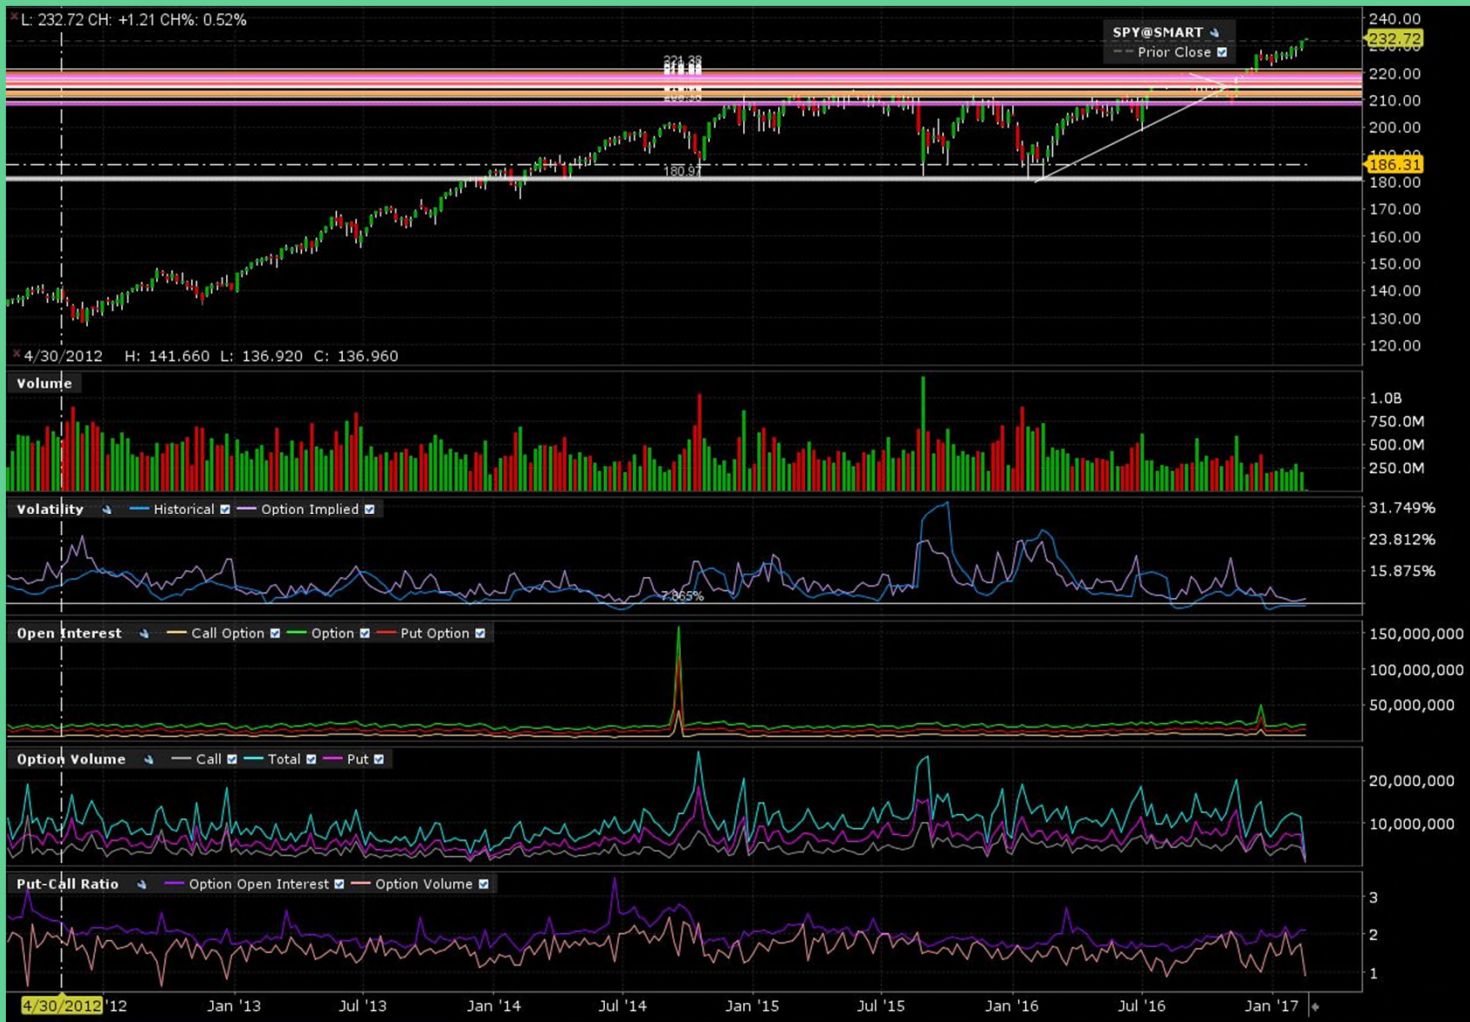 L: 232.72 CH: +1.21 CH%: 0.52%
SPY@SMART
Prior Close
240.00
232.72
220.00
210.00
200.00
186.31
180.00
170.00
160.00
150.00
140.00
130.00
120.00
221.28
180.97
4/30/2012 H: 141.660 L: 136.920 C: 136.960
Volume
1.0B
750.0M
500.0M
250.0M
Volatility Historical Option Implied
31.749%
23.812%
15.875%
7.865%
Open Interest Call Option Option Put Option
150,000,000
100,000,000
50,000,000
Option Volume Call Total Put
20,000,000
10,000,000
Put-Call Ratio Option Open Interest Option Volume
3
2
1
4/30/2012 '12 Jan '13 Jul '13 Jan '14 Jul '14 Jan '15 Jul '15 Jan '16 Jul '16 Jan '17